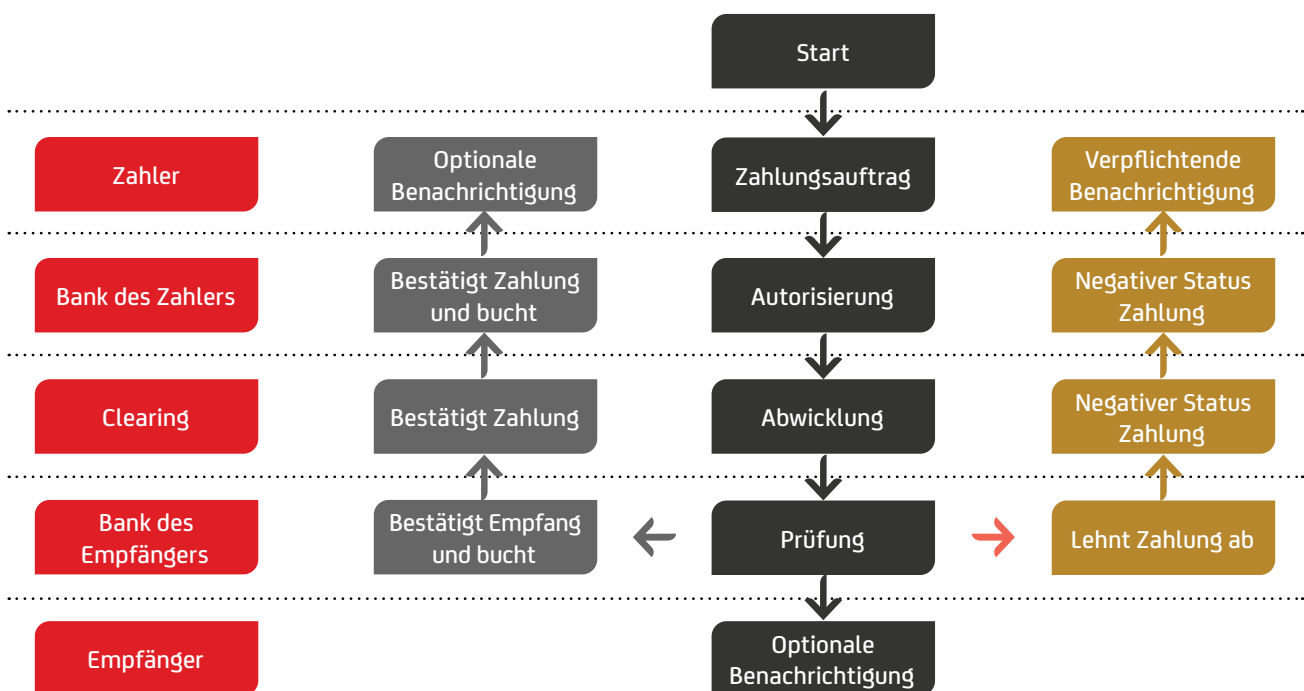 Start
Zahler
Optionale
Benachrichtigung
Zahlungsauftrag
Verpflichtende
Benachrichtigung
Bank des Zahlers
Bestätigt Zahlung
und bucht
Autorisierung
Negativer Status
Zahlung
Clearing
Bestätigt Zahlung
Abwicklung
Negativer Status
Zahlung
Bank des
Empfängers
Bestätigt Empfang
und bucht
Prüfung
Lehnt Zahlung ab
Empfänger
Optionale
Benachrichtigung